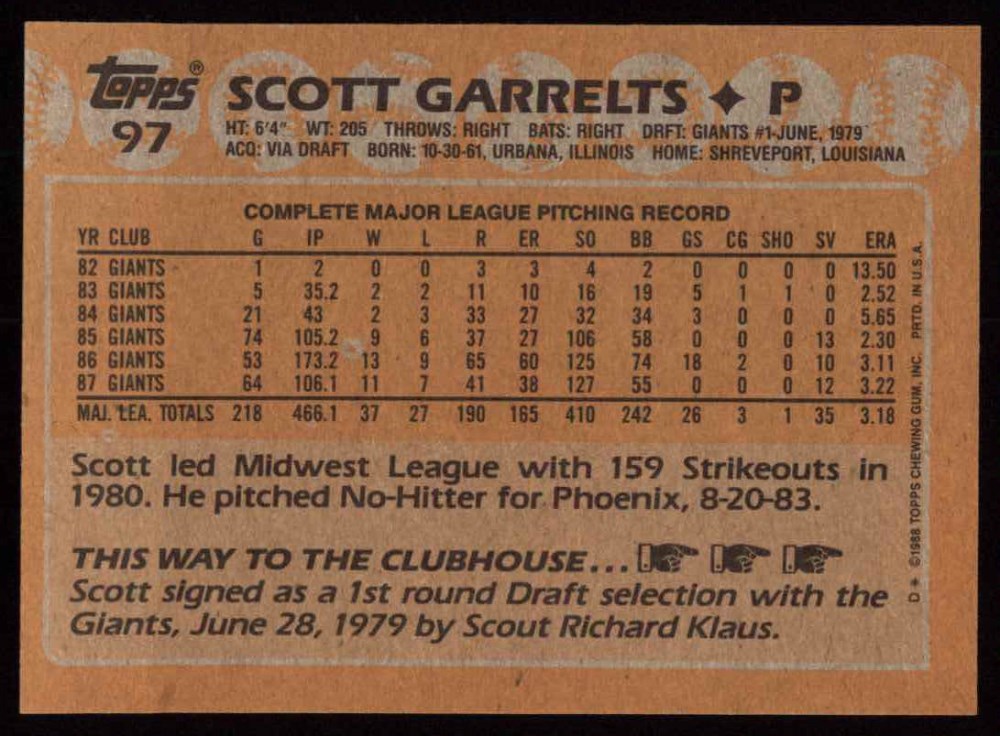 Topps®
97
SCOTT GARRELTS ✦ P
HT: 6'4" WT: 205 THROWS: RIGHT BATS: RIGHT DRFT: GIANTS #1-JUNE, 1979
ACQ: VIA DRAFT BORN: 10-30-61, URBANA, ILLINOIS HOME: SHREVEPORT, LOUISIANA
COMPLETE MAJOR LEAGUE PITCHING RECORD
YR CLUB G IP W L R ER SO BB GS CG SHO SV ERA
82 GIANTS 1 2 0 0 3 3 4 2 0 0 0 0 13.50
83 GIANTS 5 35.2 2 2 11 10 16 19 5 1 1 0 2.52
84 GIANTS 21 43 2 3 33 27 32 34 3 0 0 0 5.65
85 GIANTS 74 105.2 9 6 37 27 106 58 0 0 0 13 2.30
86 GIANTS 53 173.2 13 9 65 60 125 74 18 2 0 10 3.11
87 GIANTS 64 106.1 11 7 41 38 127 55 0 0 0 12 3.22
MAJ. LEA. TOTALS 218 466.1 37 27 190 165 410 242 26 3 1 35 3.18
Scott led Midwest League with 159 Strikeouts in
1980. He pitched No-Hitter for Phoenix, 8-20-83.
THIS WAY TO THE CLUBHOUSE...
Scott signed as a 1st round Draft selection with the
Giants, June 28, 1979 by Scout Richard Klaus.
D✶ ©1988 TOPPS CHEWING GUM, INC. PRTD. IN U.S.A.